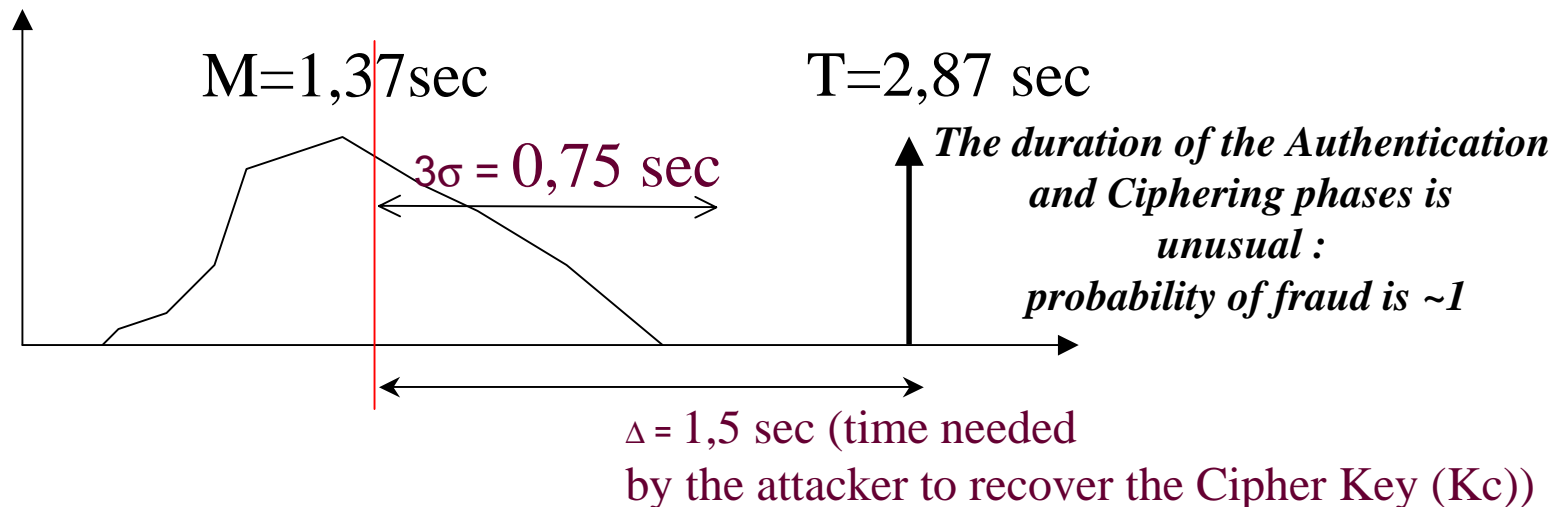 M=1,37sec
T=2,87 sec
3σ = 0,75 sec
The duration of the Authentication
and Ciphering phases is
unusual :
probability of fraud is ~1
Δ = 1,5 sec (time needed
by the attacker to recover the Cipher Key (Kc))